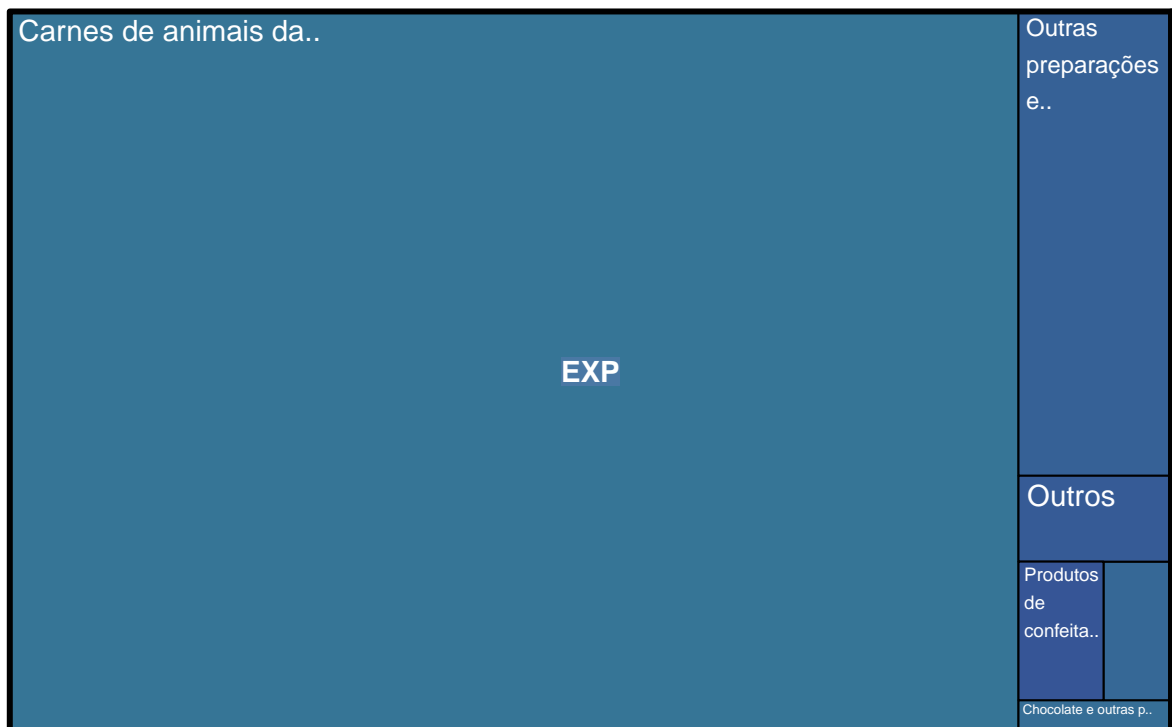 Carnes de animais da..
Outras
preparações
e..
EXP
Outros
Produtos
de
confeita..
Chocolate e outras p..